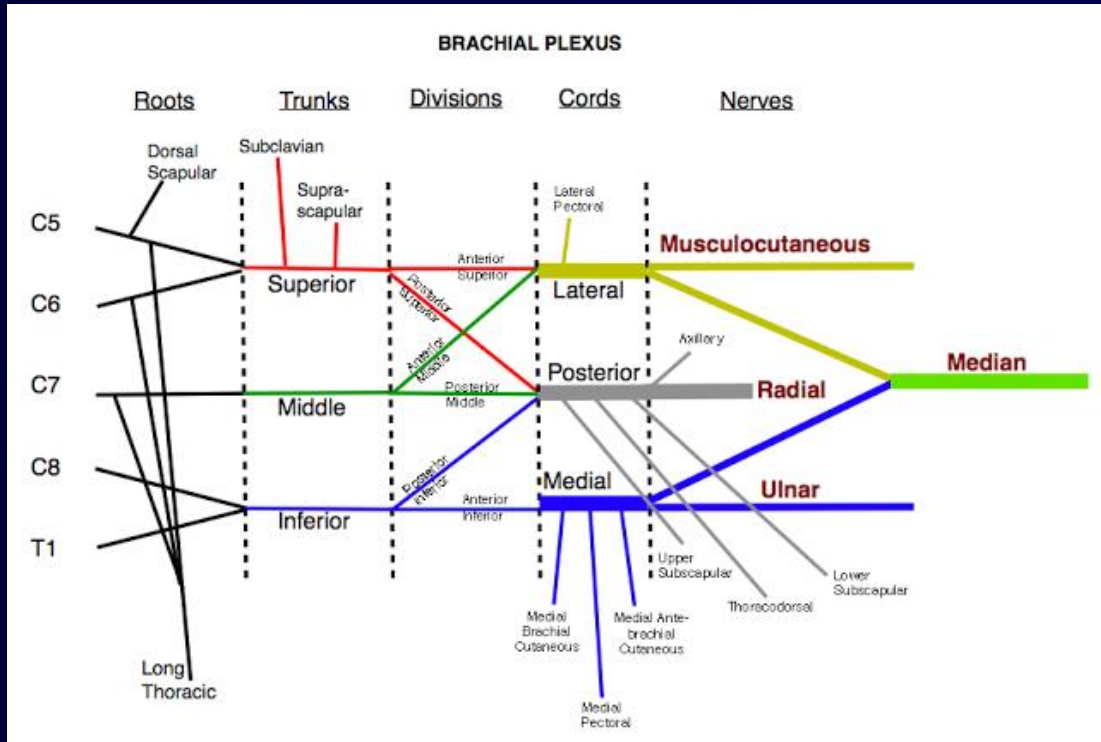 BRACHIAL PLEXUS
Roots
Trunks
Divisions
Cords
Nerves
Dorsal
Scapular
Subclavian
Supra-
scapular
Lateral
Pectoral
C5
C6
C7
C8
T1
Superior
Middle
Inferior
Anterior
Superior
Posterior
Superior
Anterior
Middle
Posterior
Middle
Posterior
Inferior
Anterior
Inferior
Lateral
Posterior
Medial
Musculocutaneous
Axillory
Median
Radial
Ulnar
Upper
Subscapular
Lower
Subscapular
Thoracodorsal
Medial
Brachial
Cutaneous
Medial Ante-
brachial
Cutaneous
Medial
Pectoral
Long
Thoracic